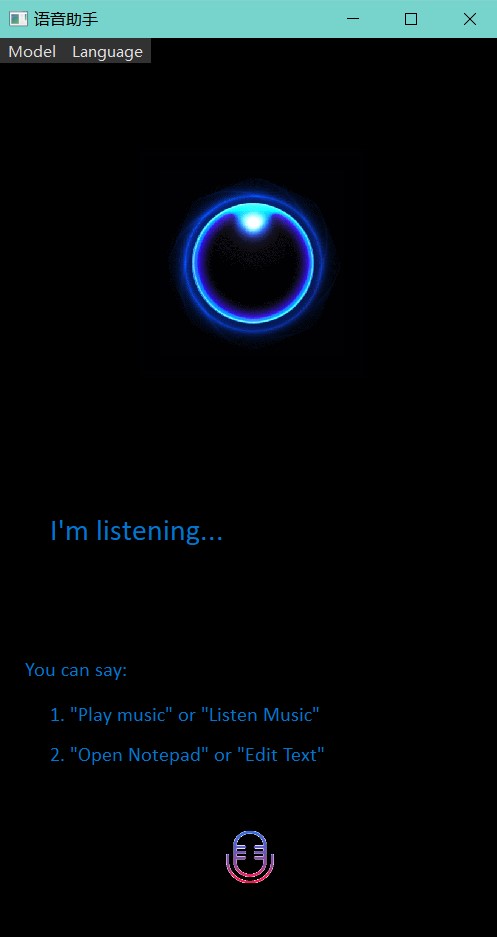 语音助手
Model Language
I'm listening...
You can say:
1. "Play music" or "Listen Music"
2. "Open Notepad" or "Edit Text"